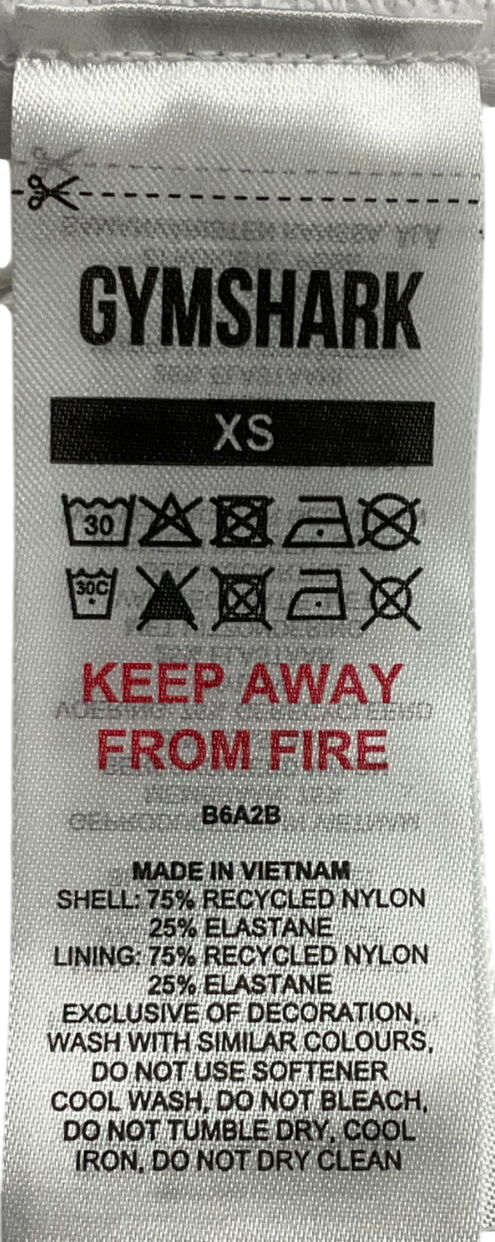 GYMSHARK
XS
30
30C
KEEP AWAY
FROM FIRE
B6A2B
MADE IN VIETNAM
SHELL: 75% RECYCLED NYLON
25% ELASTANE
LINING: 75% RECYCLED NYLON
25% ELASTANE
EXCLUSIVE OF DECORATION,
WASH WITH SIMILAR COLOURS,
DO NOT USE SOFTENER
COOL WASH, DO NOT BLEACH,
DO NOT TUMBLE DRY, COOL
IRON, DO NOT DRY CLEAN